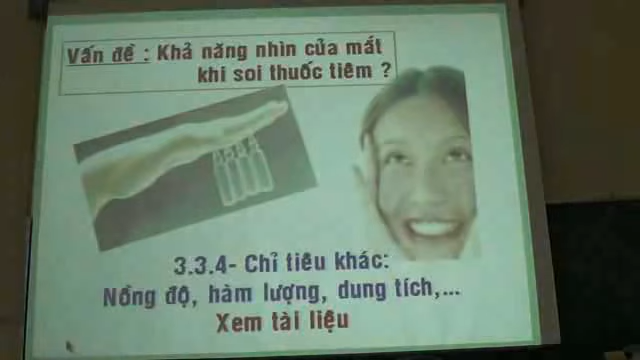 Vấn đề : Khả năng nhìn của mắt
khi soi thuốc tiêm ?
3.3.4- Chỉ tiêu khác:
Nồng độ, hàm lượng, dung tích,...
Xem tài liệu